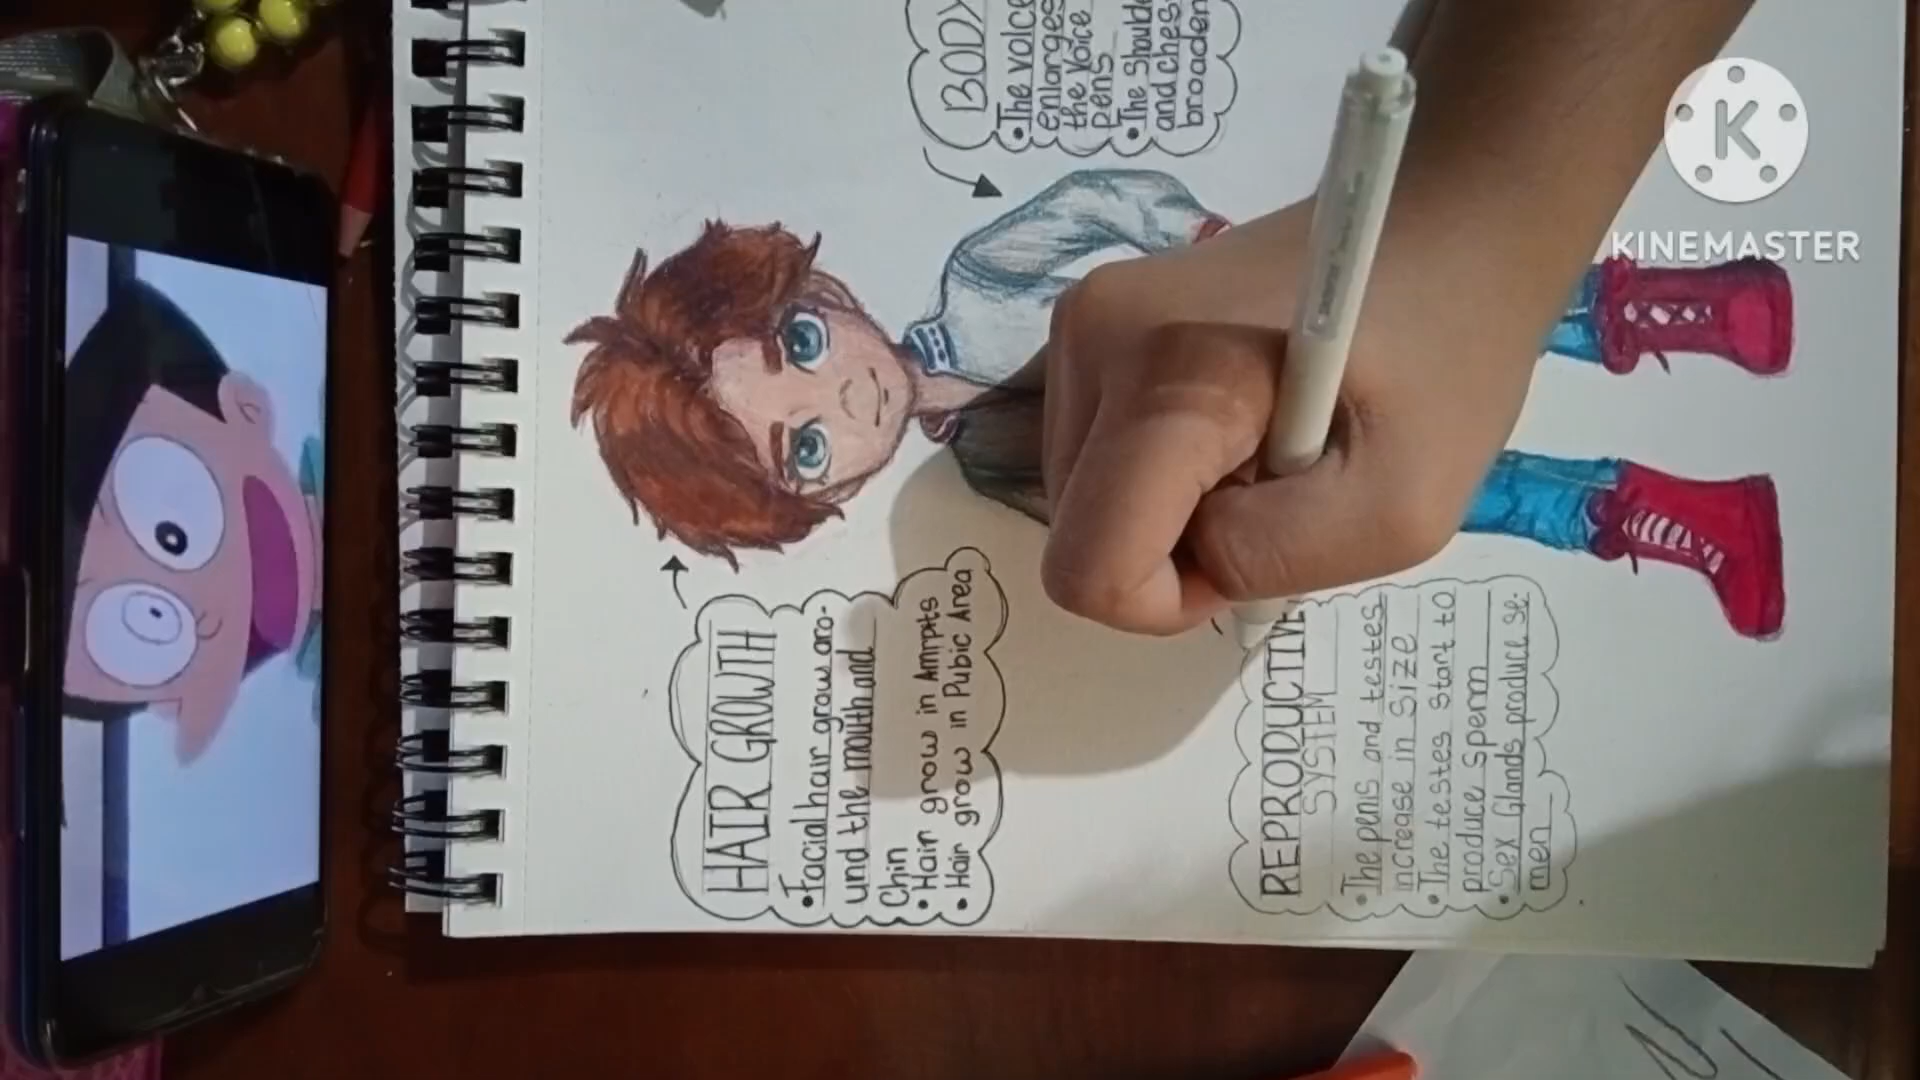 HAIR GROWTH
• Facial hair grow aro-
und the mouth and
Chin
• Hair grow in Amrpits
• Hair grow in Pubic Area
BODY
• The voice
enlarges
the voice
pens
• The Shoulde
and ches
broaden
REPRODUCTIVE
SYSTEM
• The penis and testes
increase in size
• The testes start to
produce sperm
• Sex Glands produce se-
men
K
KINEMASTER